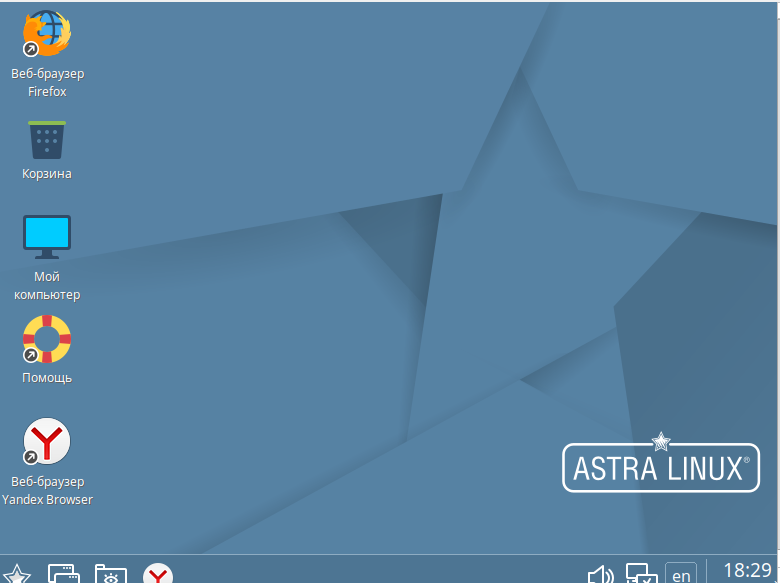 Веб-браузер
Firefox
Корзина
Мой
компьютер
Помощь
Веб-браузер
Yandex Browser
ASTRA LINUX®
en
18:29